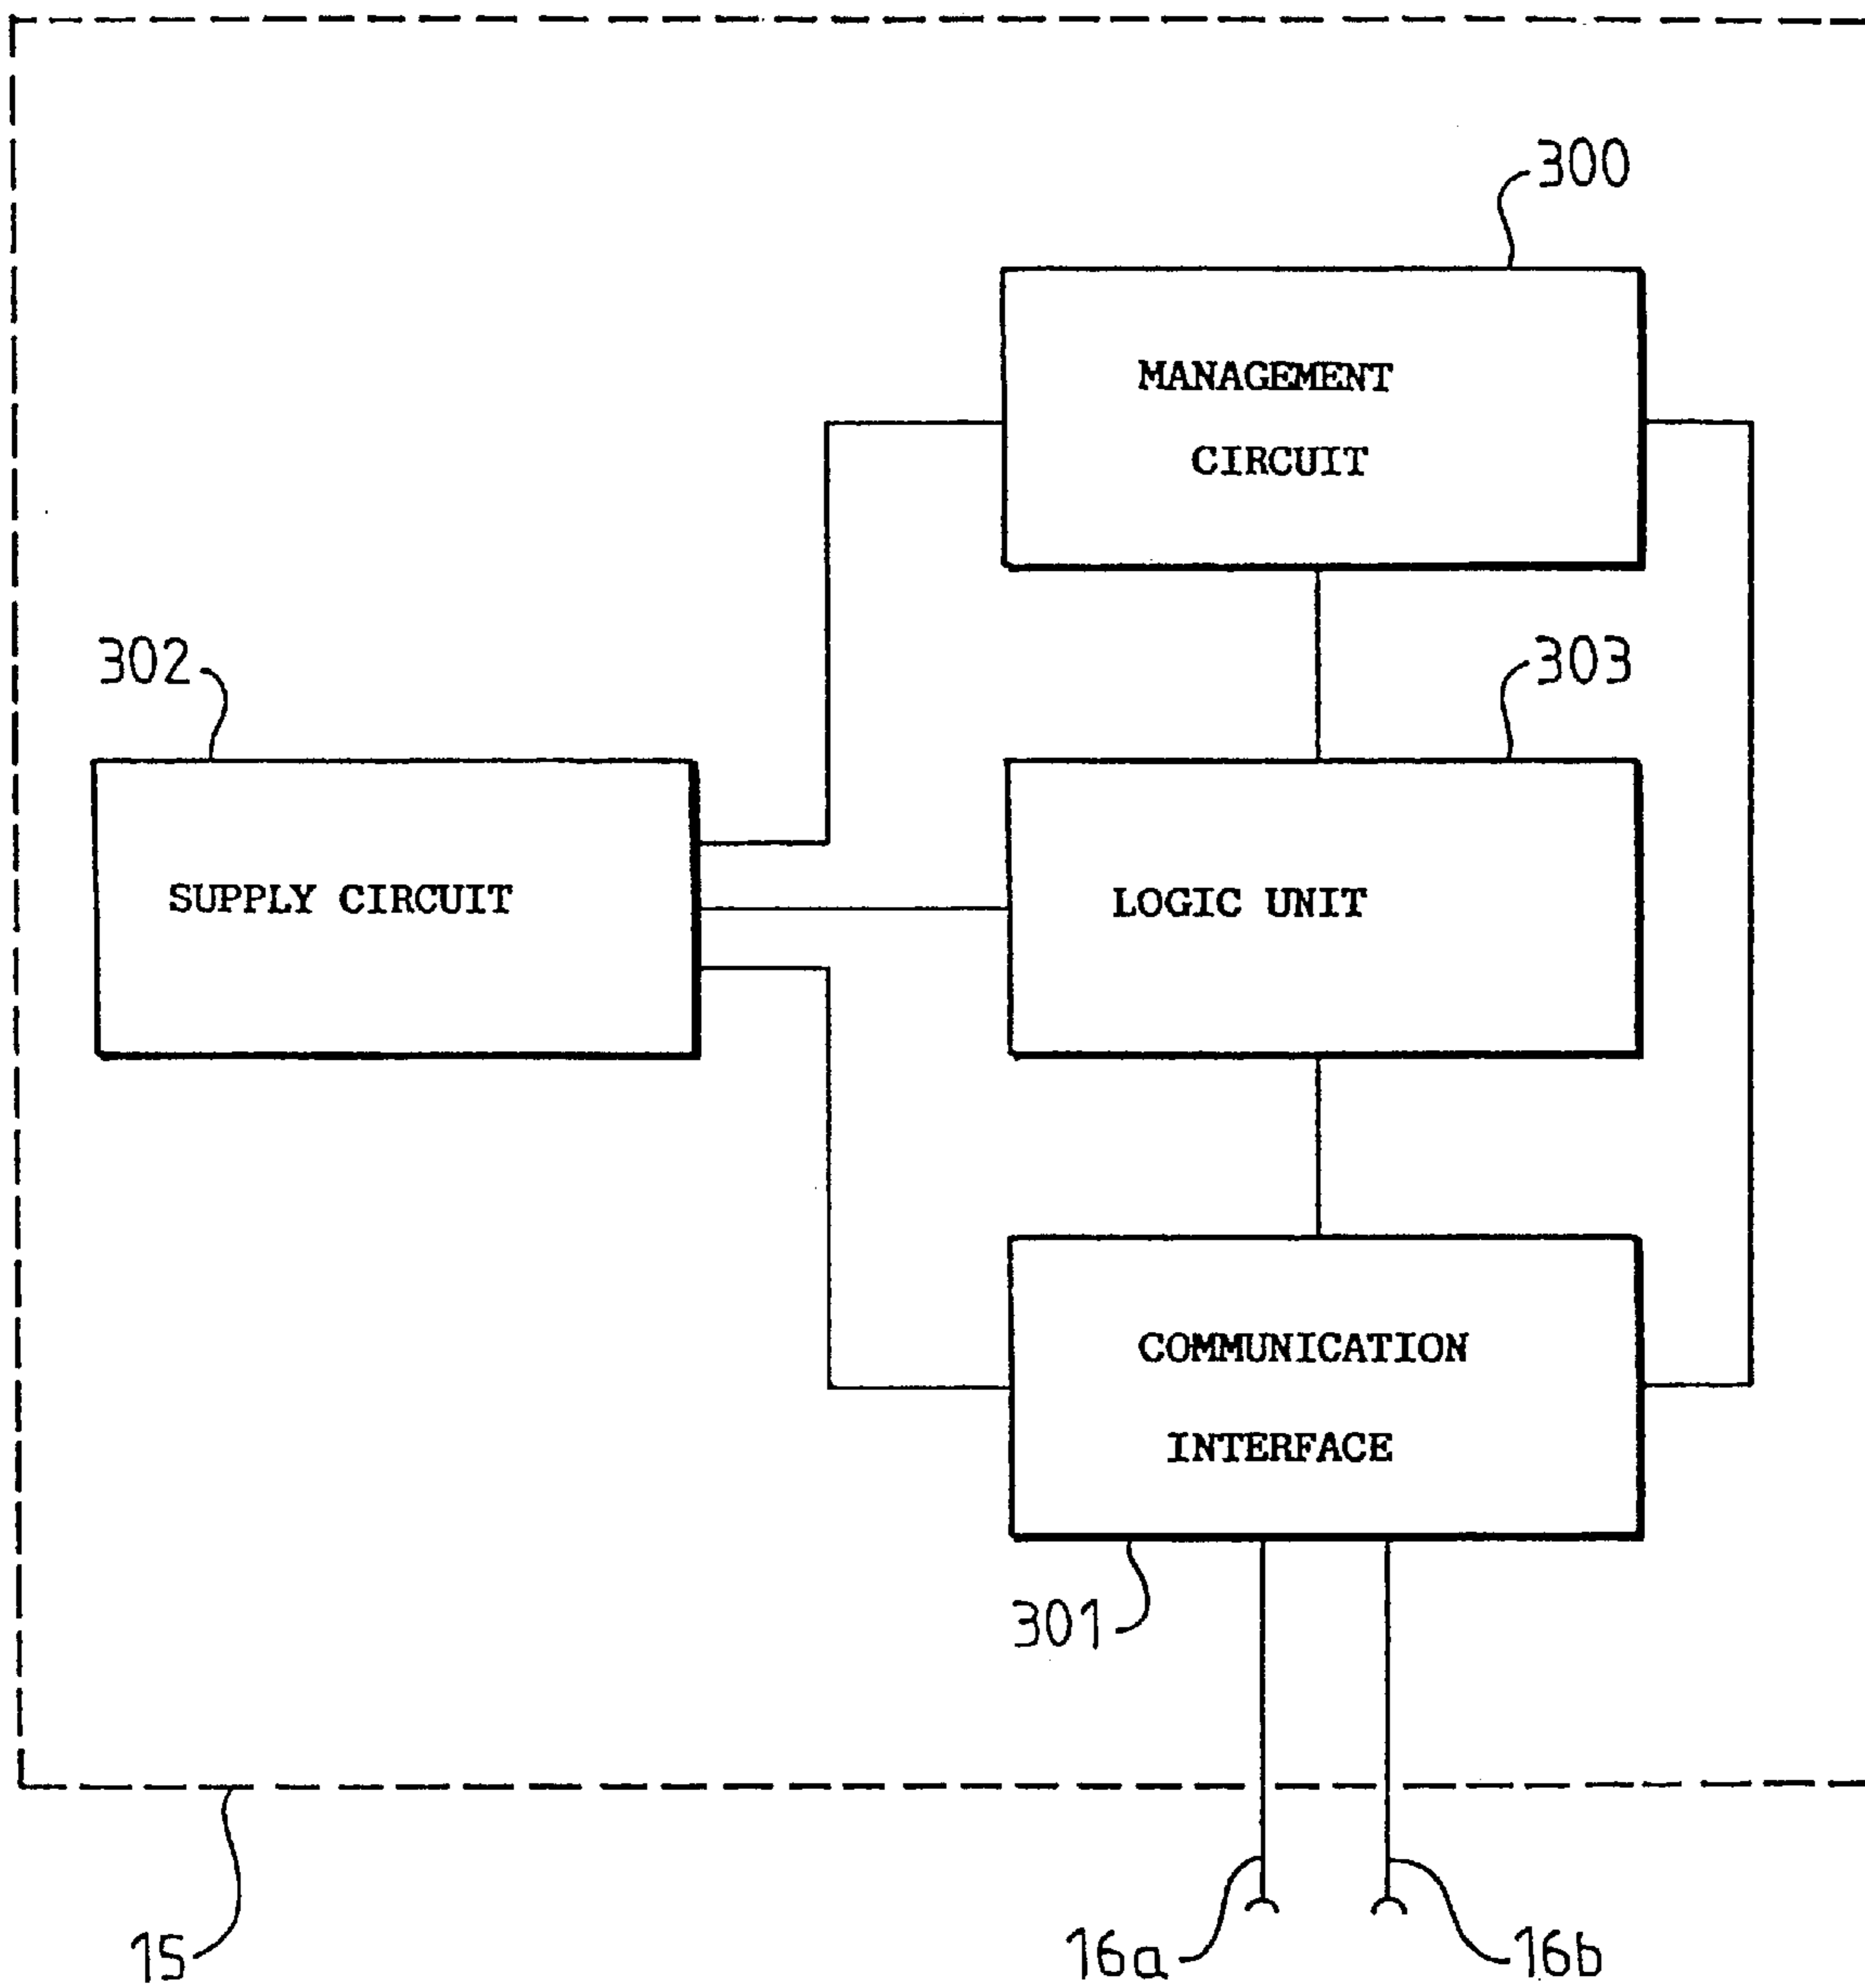 300
MANAGEMENT
CIRCUIT
302
303
SUPPLY CIRCUIT
LOGIC UNIT
COMMUNICATION
INTERFACE
301
15
16a
16b